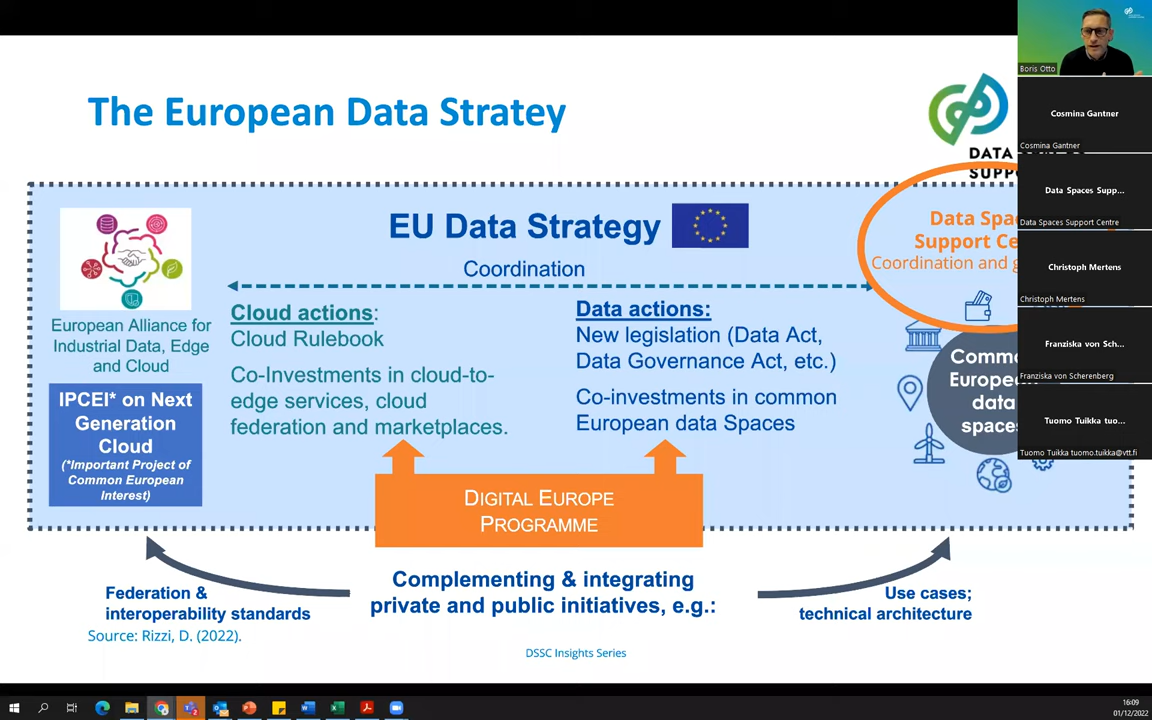 The European Data Stratey
DATA
SUPP
EU Data Strategy
Coordination
Data Spa
Support Ce
Coordination and g
European Alliance for
Industrial Data, Edge
and Cloud
IPCEI* on Next
Generation
Cloud
(*Important Project of
Common European
Interest)
Cloud actions:
Cloud Rulebook
Co-Investments in cloud-to-
edge services, cloud
federation and marketplaces.
Data actions:
New legislation (Data Act,
Data Governance Act, etc.)
Co-investments in common
European data Spaces
Comm
Europe
data
spaces
DIGITAL EUROPE
PROGRAMME
Federation &
interoperability standards
Complementing & integrating
private and public initiatives, e.g.:
Use cases;
technical architecture
Source: Rizzi, D. (2022).
DSSC Insights Series
Boris Otto
Cosmina Gantner
Cosmina Gantner
Data Spaces Supp...
Data Spaces Support Centre
Christoph Mertens
Christoph Mertens
Franziska von Sch...
Franziska von Scherenberg
Tuomo Tuikka tuo...
Tuomo Tuikka tuomo.tuikka@vtt.fi
16:09
01/12/2022